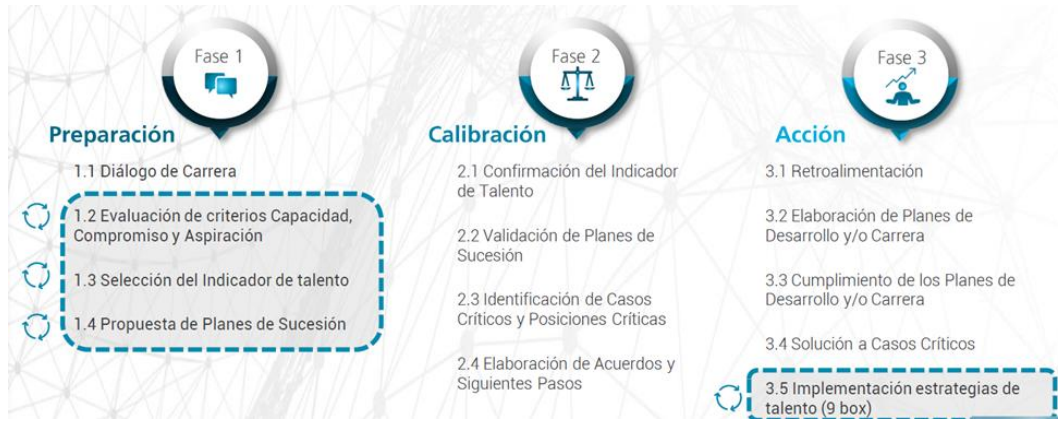 Fase 1
Preparación
1.1 Diálogo de Carrera
1.2 Evaluación de criterios Capacidad,
Compromiso y Aspiración
1.3 Selección del Indicador de talento
1.4 Propuesta de Planes de Sucesión
Fase 2
Calibración
2.1 Confirmación del Indicador
de Talento
2.2 Validación de Planes de
Sucesión
2.3 Identificación de Casos
Críticos y Posiciones Críticas
2.4 Elaboración de Acuerdos y
Siguientes Pasos
Fase 3
Acción
3.1 Retroalimentación
3.2 Elaboración de Planes de
Desarrollo y/o Carrera
3.3 Cumplimiento de los Planes de
Desarrollo y/o Carrera
3.4 Solución a Casos Críticos
3.5 Implementación estrategias de
talento (9 box)